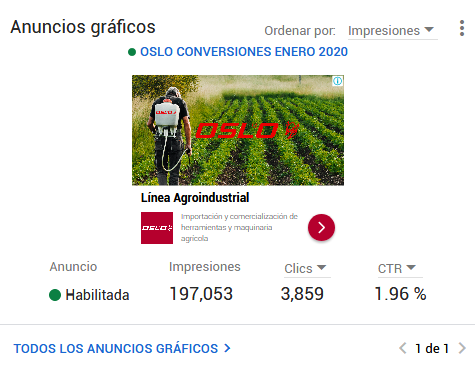 Anuncios gráficos
Ordenar por: Impresiones
OSLO CONVERSIONES ENERO 2020
OSLO
Línea Agroindustrial
OSLO
Importación y comercialización de
herramientas y maquinaria
agrícola
Anuncio Impresiones Clics CTR
Habilitada 197,053 3,859 1.96 %
TODOS LOS ANUNCIOS GRÁFICOS
1 de 1